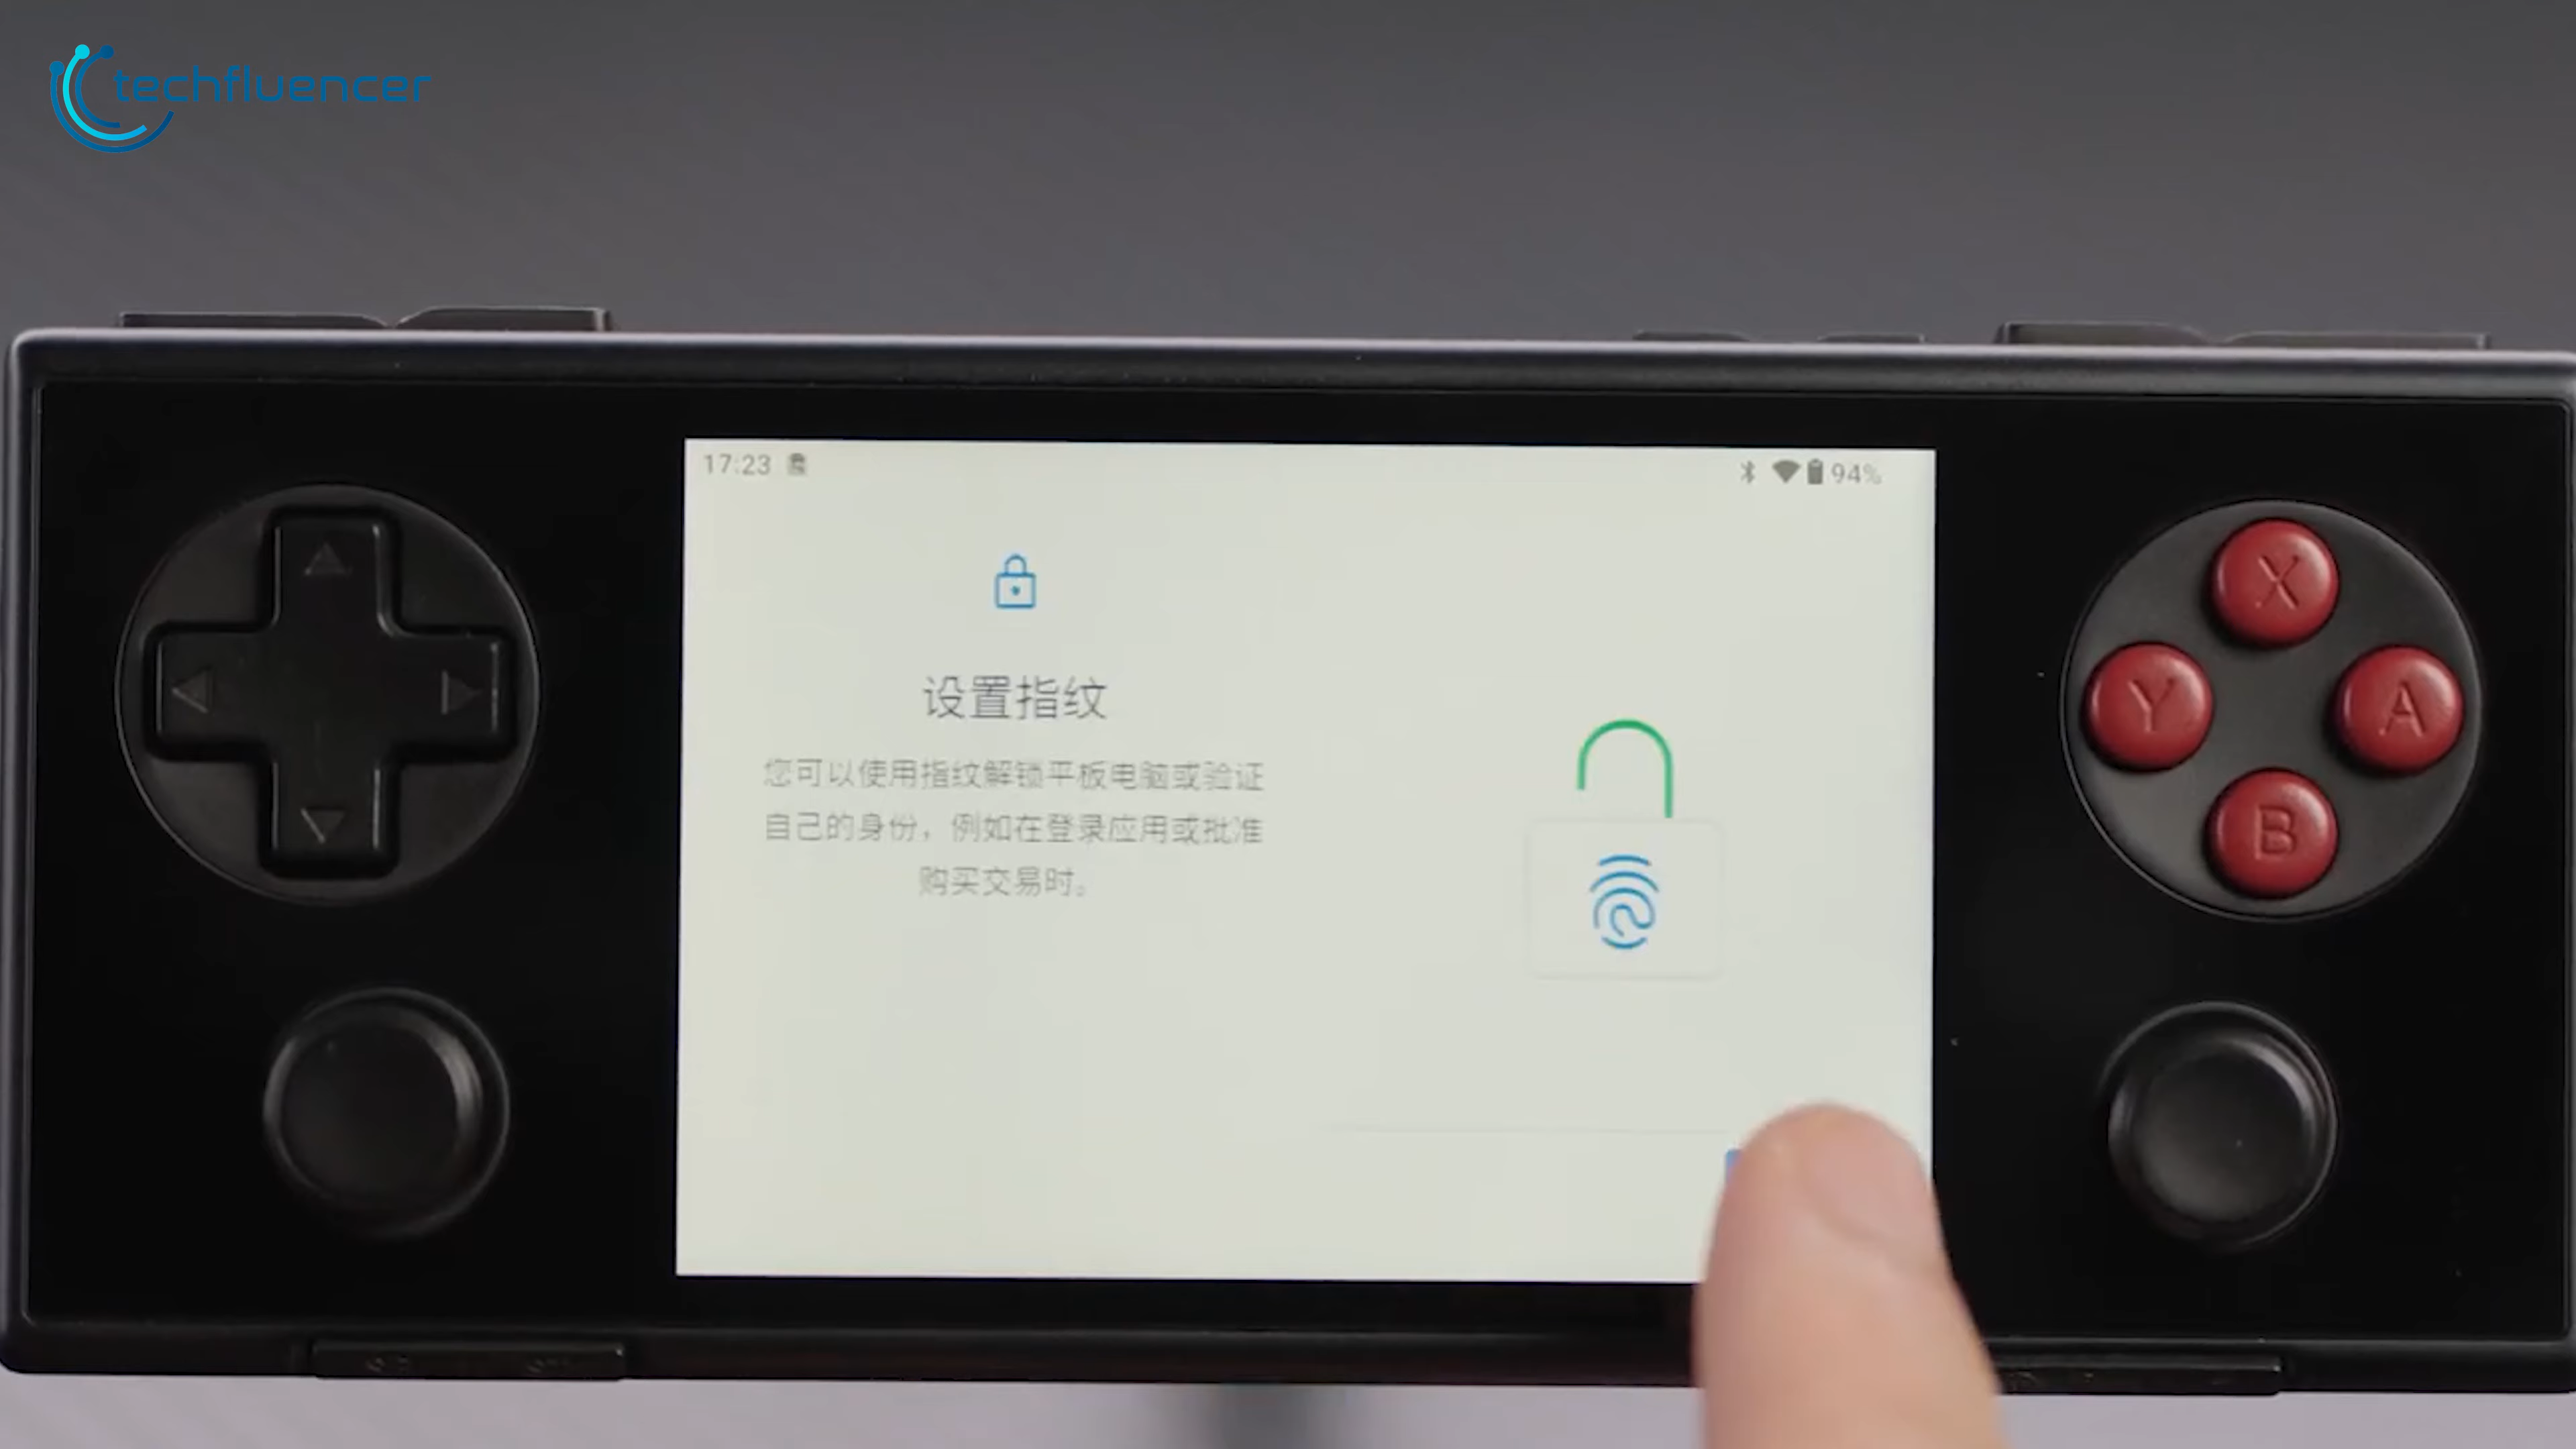 techfluencer
17:23
94%
设置指纹
您可以使用指纹解锁平板电脑或验证
自己的身份，例如在登录应用或批准
购买交易时。
X
Y
A
B